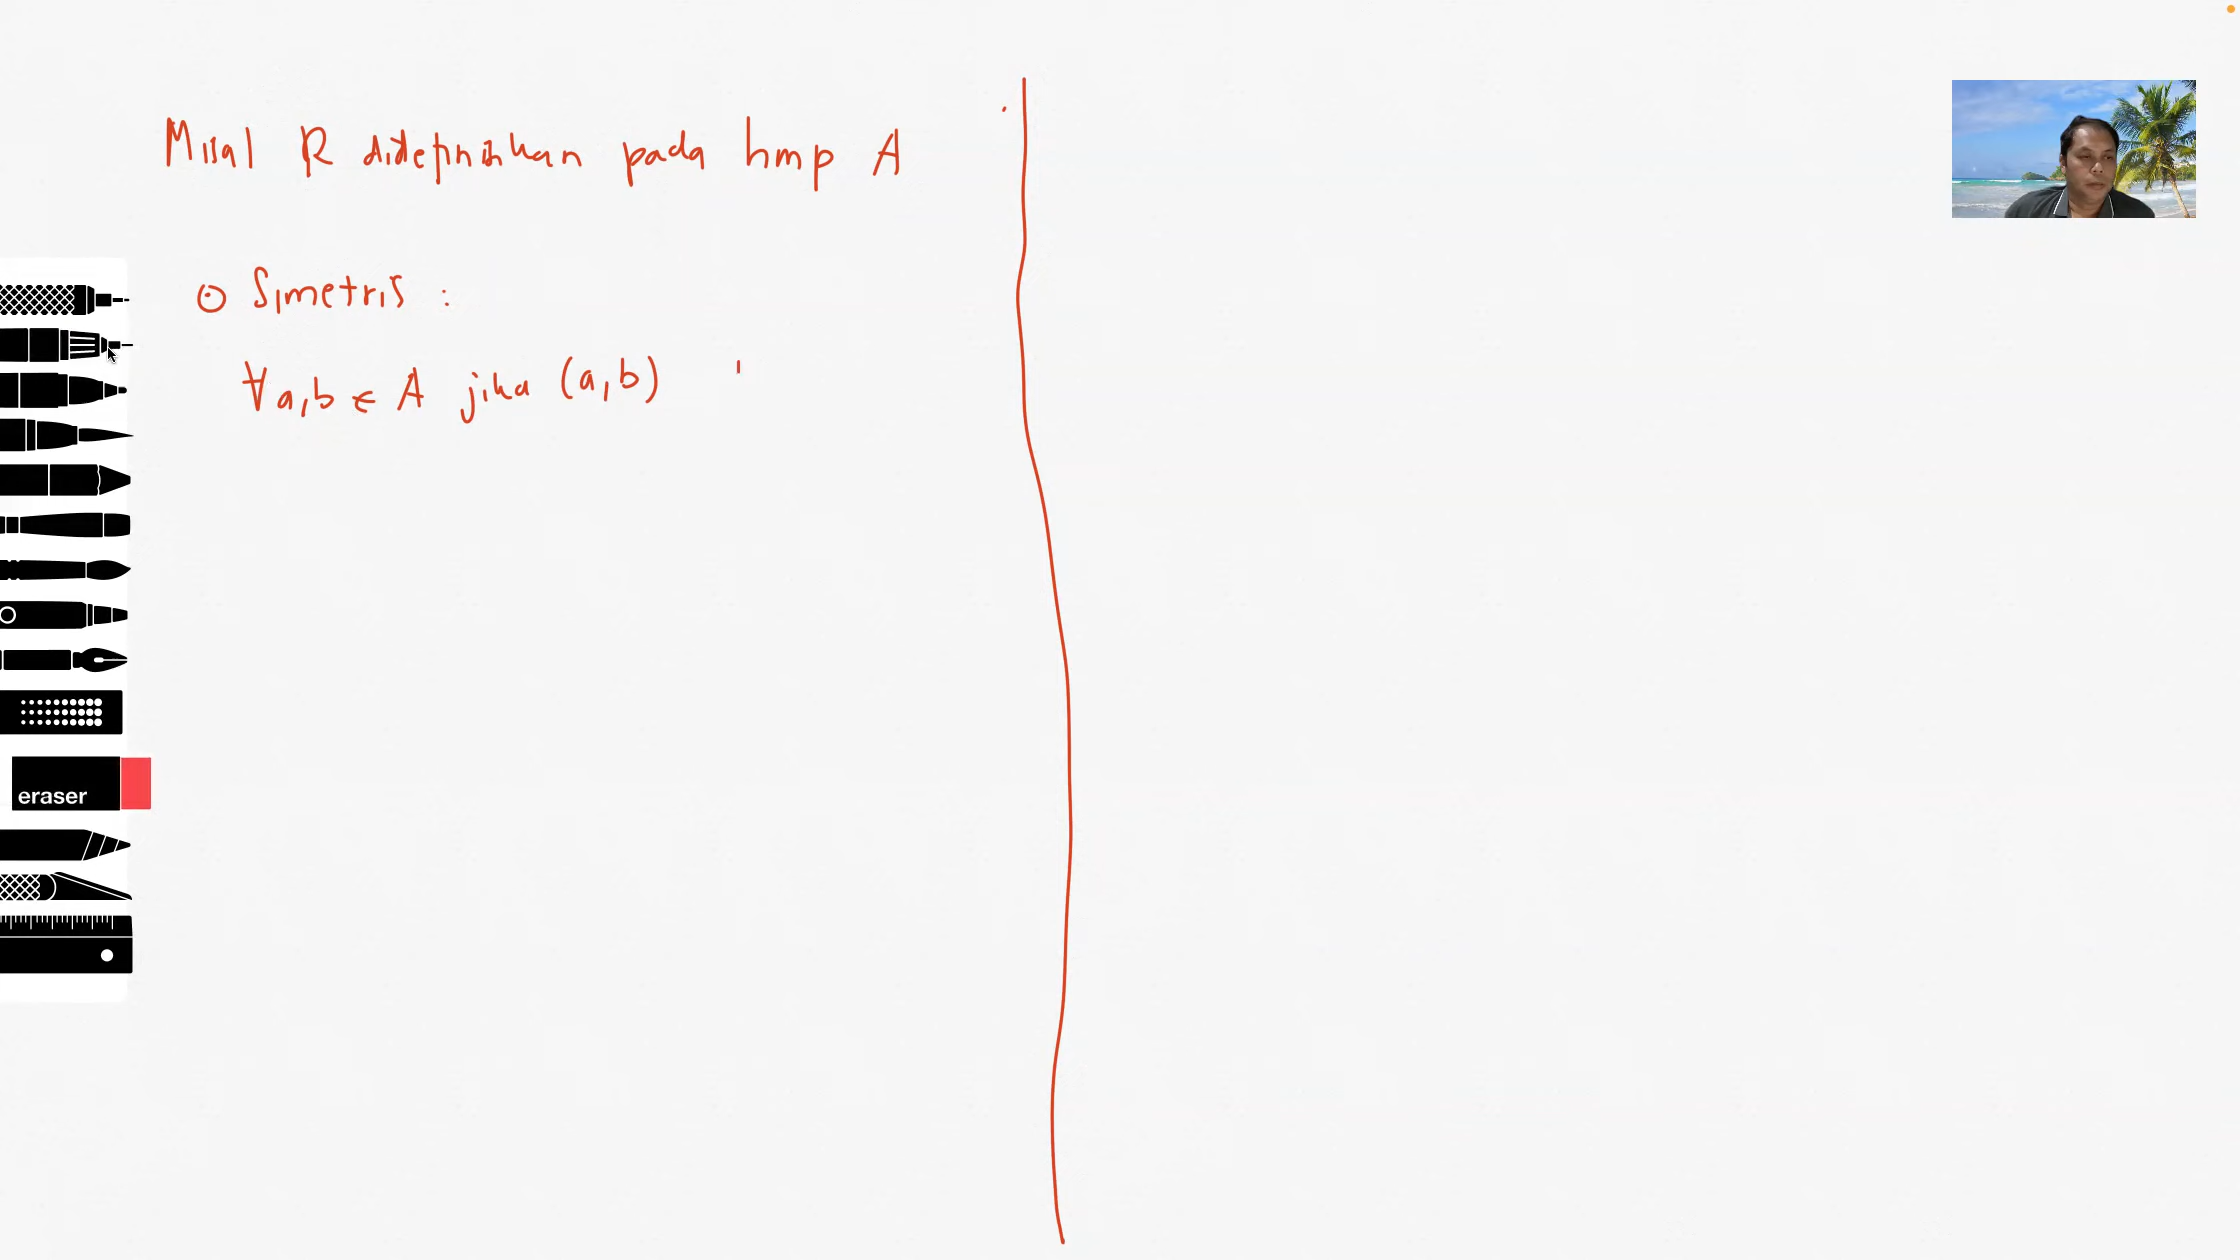 Misal R didefinisikan pada hmp A
⊙ Simetris :
∀a,b ∈ A jika (a,b)
eraser